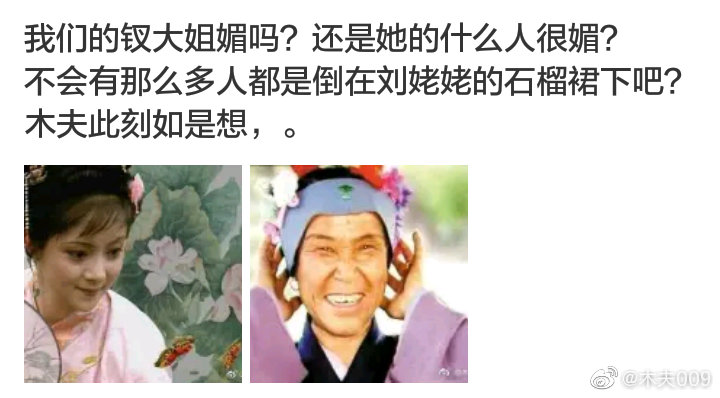 我们的钗大姐媚吗？还是她的什么人很媚？
不会有那么多人都是倒在刘姥姥的石榴裙下吧？
木夫此刻如是想，。
@木夫009